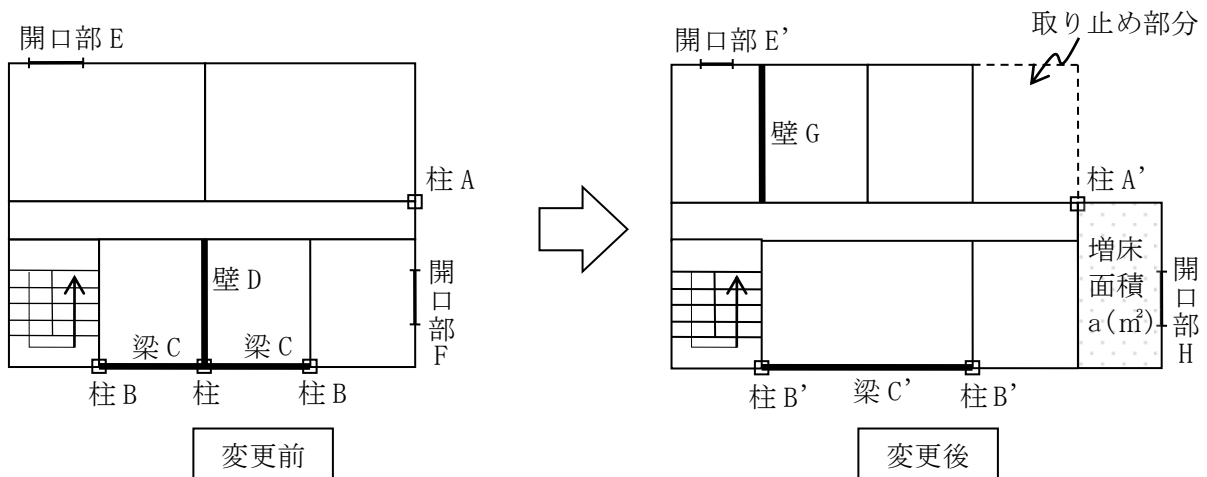 開口部E
柱A
壁D
開口部F
梁C
梁C
柱B
柱
柱B
変更前
取り止め部分
開口部E’
壁G
柱A’
増床
面積
a(㎡)
開口部H
柱B’
梁C’
柱B’
変更後